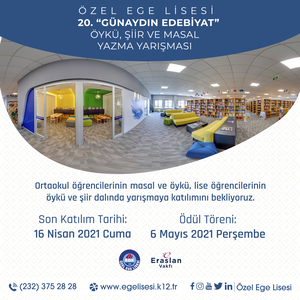 ÖZEL EGE LİSESİ
20. “GÜNAYDIN EDEBİYAT”
ÖYKÜ, ŞİİR VE MASAL
YAZMA YARIŞMASI
Ortaokul öğrencilerinin masal ve öykü, lise öğrencilerinin
öykü ve şiir dalında yarışmaya katılımını bekliyoruz.
Son Katılım Tarihi:
16 Nisan 2021 Cuma
Ödül Töreni:
6 Mayıs 2021 Perşembe
Eraslan
Vakfı
(232) 375 28 28
www.egelisesi.k12.tr
Özel Ege Lisesi